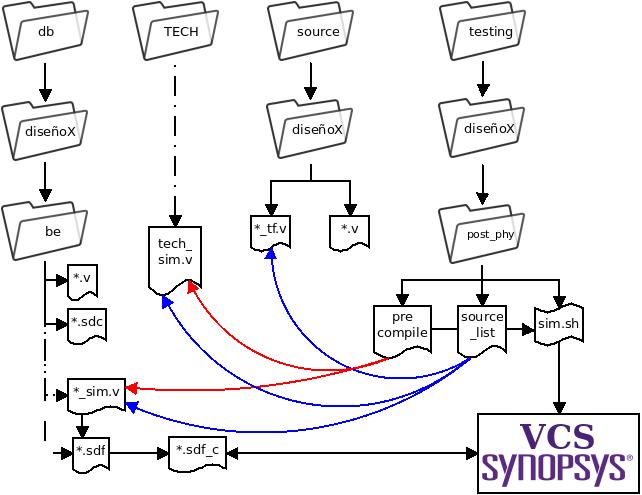 db
TECH
source
testing
diseñoX
diseñoX
diseñoX
be
tech_
sim.v
*_tf.v
*.v
post_phy
*.v
*.sdc
pre
compile
source
_list
sim.sh
*_sim.v
*.sdf
*.sdf_c
VCS
SYNOPSYS®